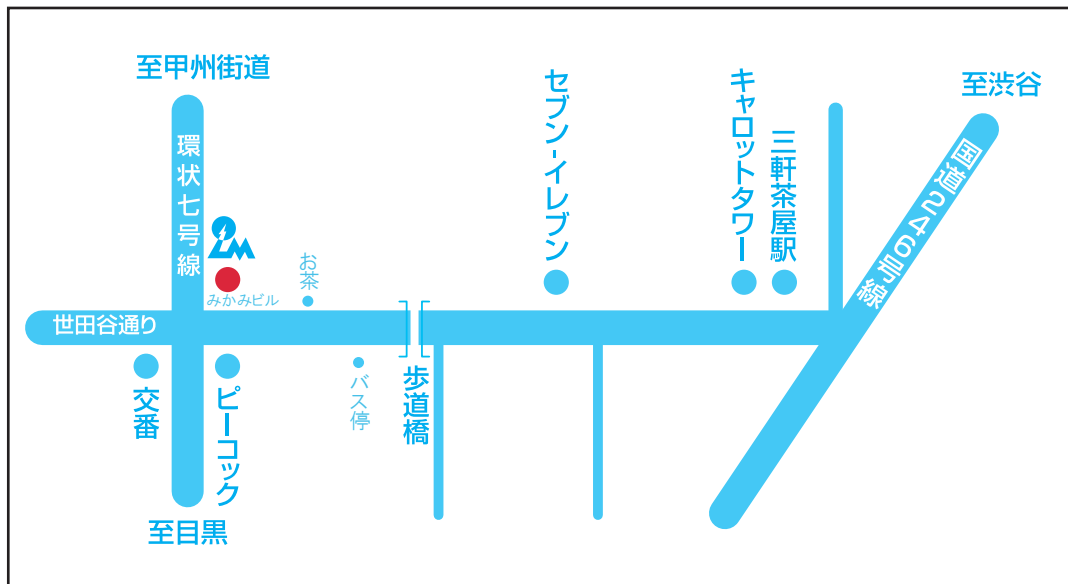 至甲州街道
環状七号線
LM
みかみビル
お茶
セブン-イレブン
キャロットタワー
三軒茶屋駅
至渋谷
国道246号線
世田谷通り
交番
ピーコック
バス停
歩道橋
至目黒